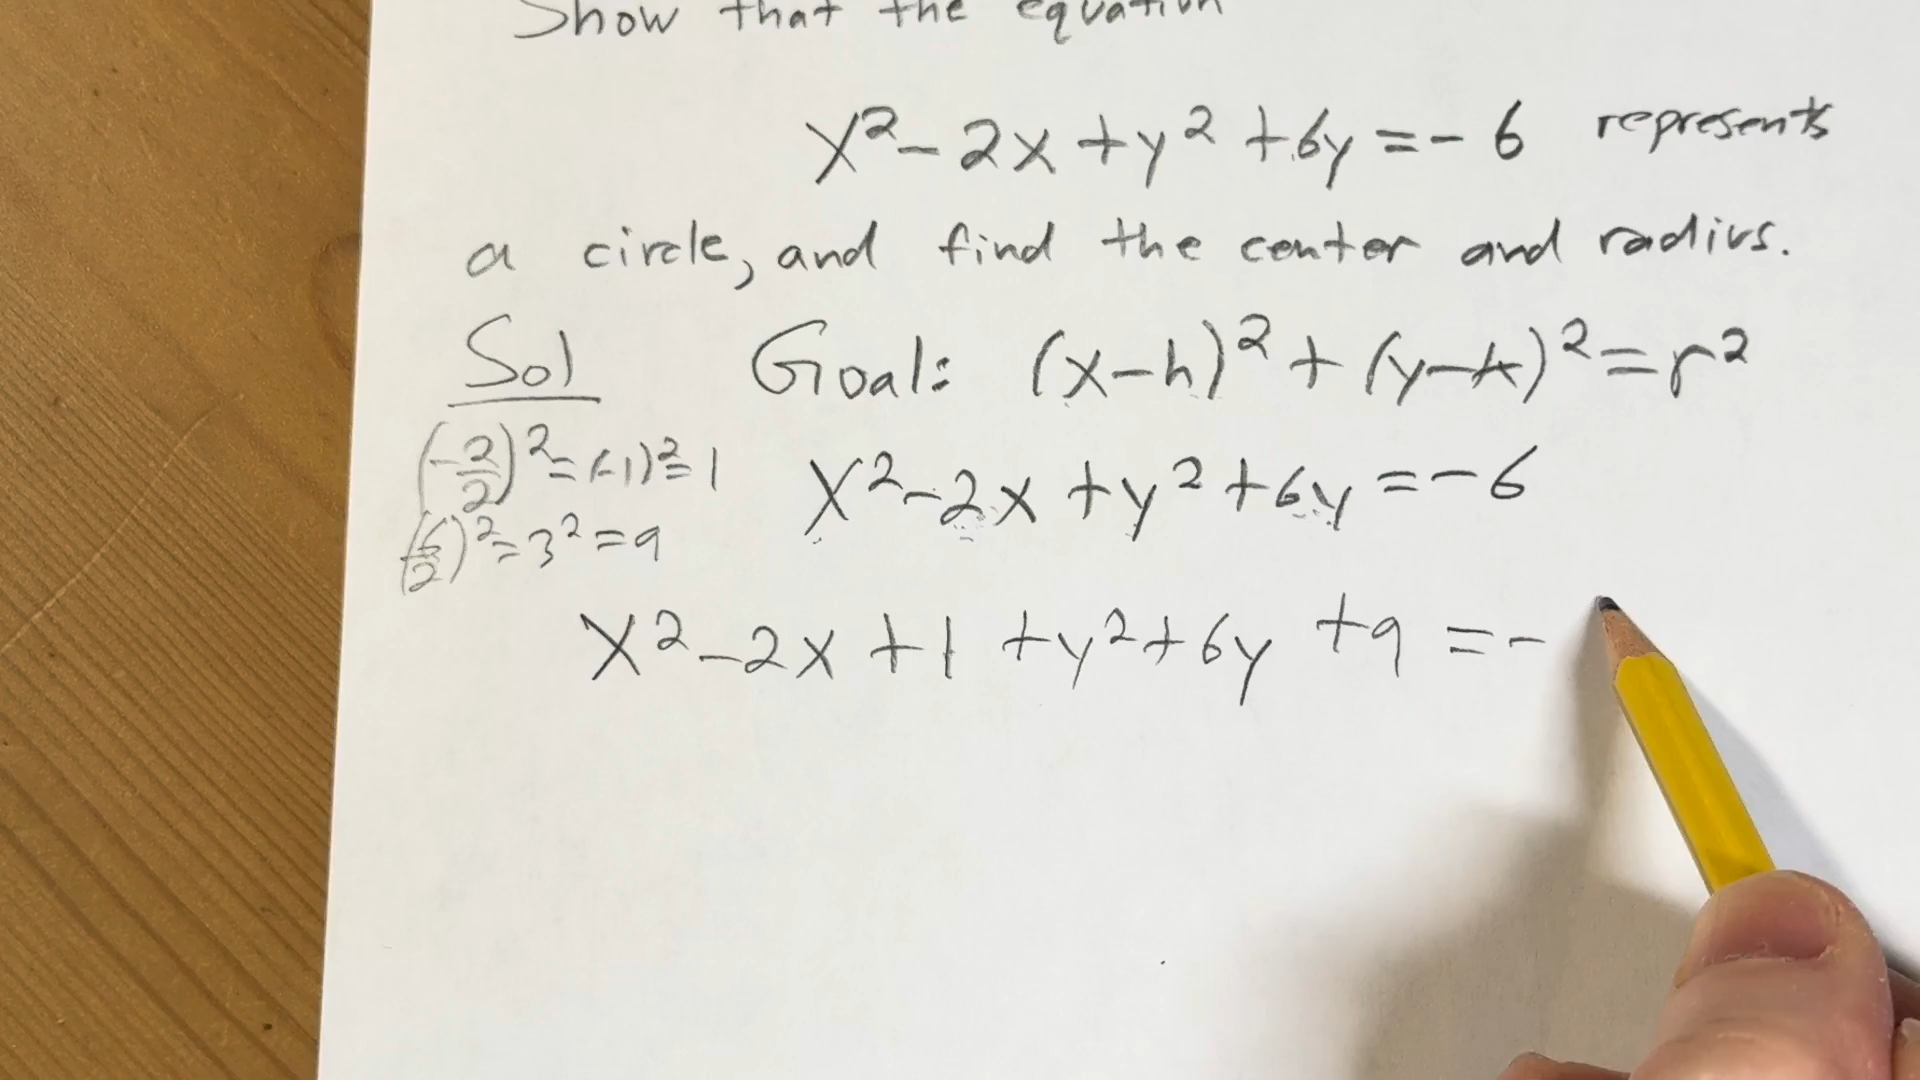 Show that the equation
x²-2x+y²+6y=-6 represents
a circle, and find the center and radius.
Sol Goal: (x-h)²+(y-k)²=r²
(-2/2)²=(-1)²=1 x²-2x+y²+6y=-6
(6/2)²=3²=9
x²-2x+1+y²+6y+9=-